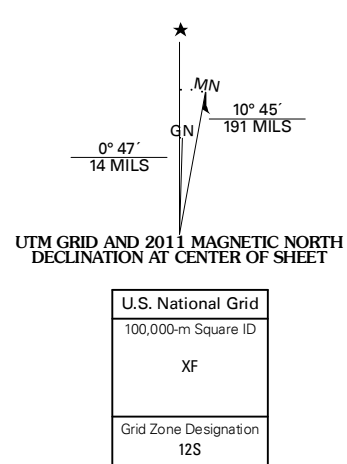 MN
GN
10° 45´
191 MILS
0° 47´
14 MILS
UTM GRID AND 2011 MAGNETIC NORTH
DECLINATION AT CENTER OF SHEET
U.S. National Grid
100,000-m Square ID
XF
Grid Zone Designation
12S